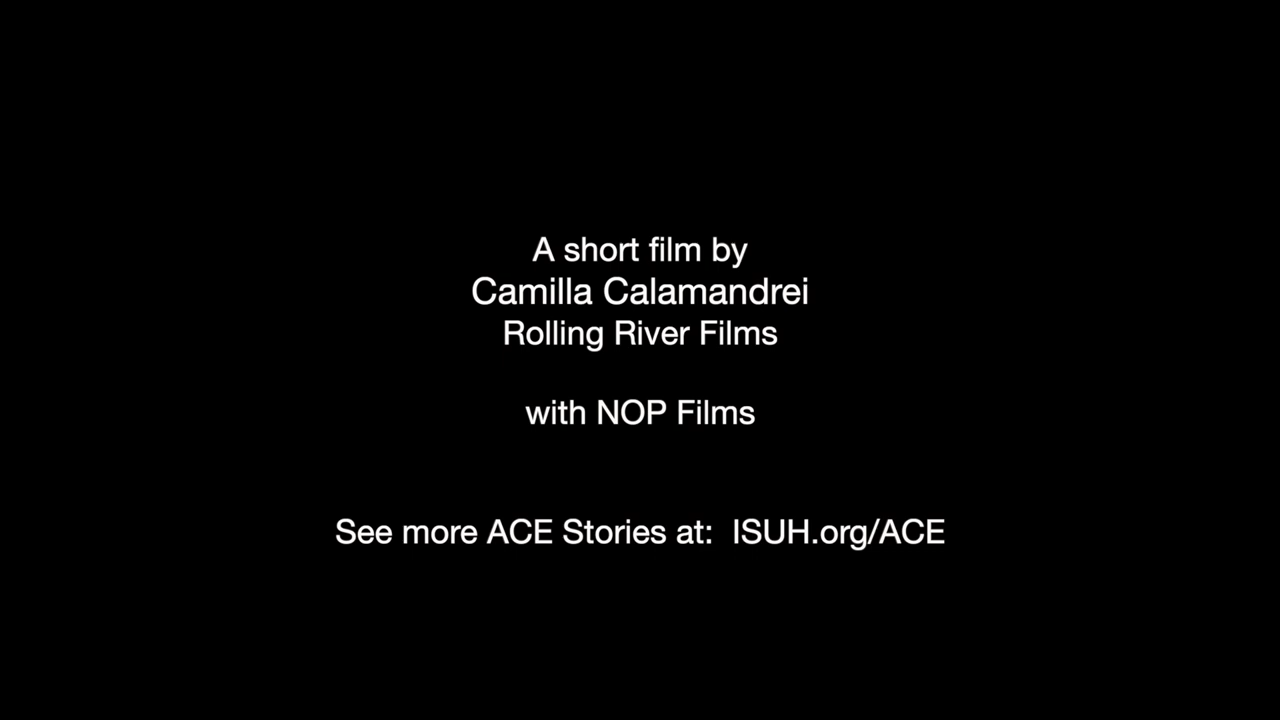 A short film by
Camilla Calamandrei
Rolling River Films
with NOP Films
See more ACE Stories at:  ISUH.org/ACE